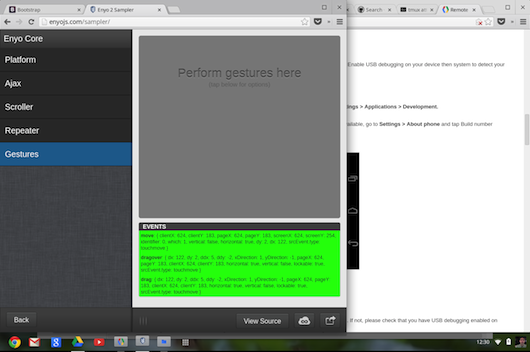 Bootstrap
Enyo 2 Sampler
enyojs.com/sampler/
Enyo Core
Platform
Ajax
Scroller
Repeater
Gestures
Back
Perform gestures here
(tap below for options)
EVENTS
move { clientX: 624, clientY: 183, pageX: 624, pageY: 183, screenX: 624, screenY: 254,
identifier: 0, which: 1, vertical: false, horizontal: true, dy: 2, dx: 122, srcEvent.type:
touchmove }
dragover { dx: 122, dy: 2, ddx: 5, ddy: -2, xDirection: 1, yDirection: -1, pageX: 624,
pageY: 183, clientX: 624, clientY: 183, horizontal: true, vertical: false, lockable: true,
srcEvent.type: touchmove }
drag { dx: 122, dy: 2, ddx: 5, ddy: -2, xDirection: 1, yDirection: -1, pageX: 624, pageY:
183, clientX: 624, clientY: 183, horizontal: true, vertical: false, lockable: true,
srcEvent.type: touchmove }
View Source
Search
tmux
Remote
Enable USB debugging on your device then system to detect your
ngs > Applications > Development.
ailable, go to Settings > About phone and tap Build number
If not, please check that you have USB debugging enabled on
12:30